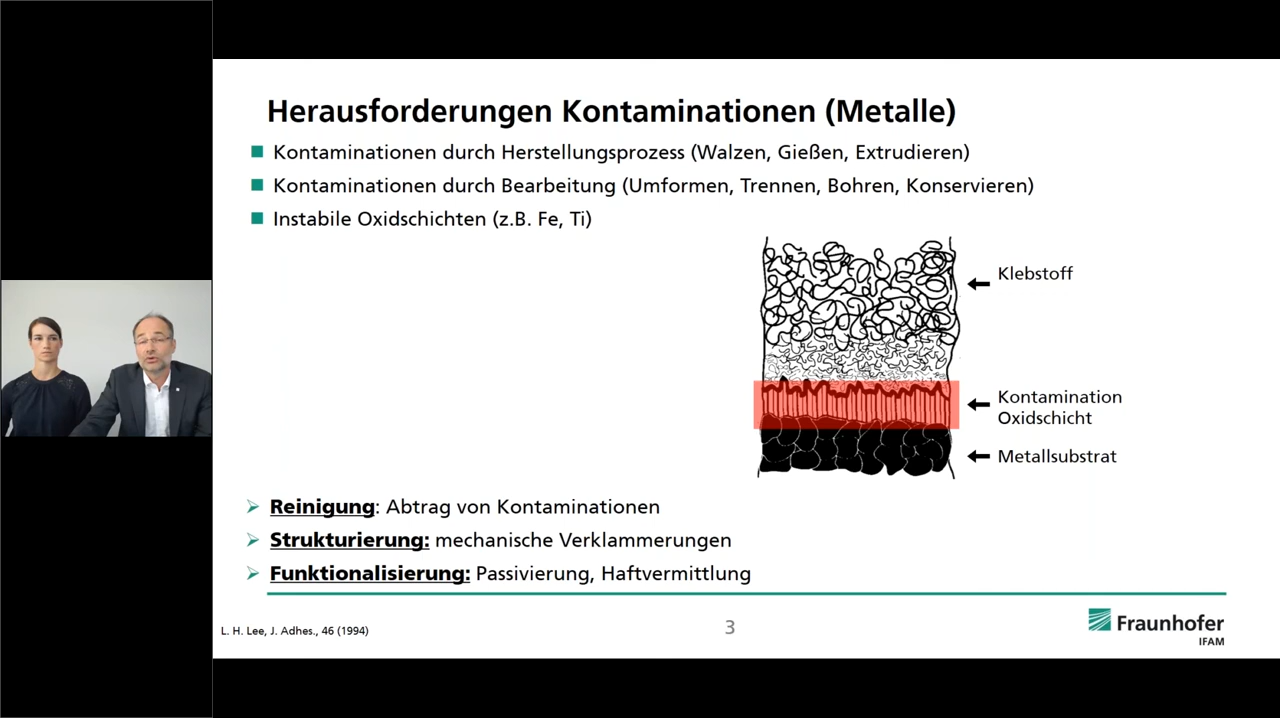 Herausforderungen Kontaminationen (Metalle)
Kontaminationen durch Herstellungsprozess (Walzen, Gießen, Extrudieren)
Kontaminationen durch Bearbeitung (Umformen, Trennen, Bohren, Konservieren)
Instabile Oxidschichten (z.B. Fe, Ti)
Klebstoff
Kontamination
Oxidschicht
Metallsubstrat
Reinigung: Abtrag von Kontaminationen
Strukturierung: mechanische Verklammerungen
Funktionalisierung: Passivierung, Haftvermittlung
L. H. Lee, J. Adhes., 46 (1994)
3
Fraunhofer
IFAM